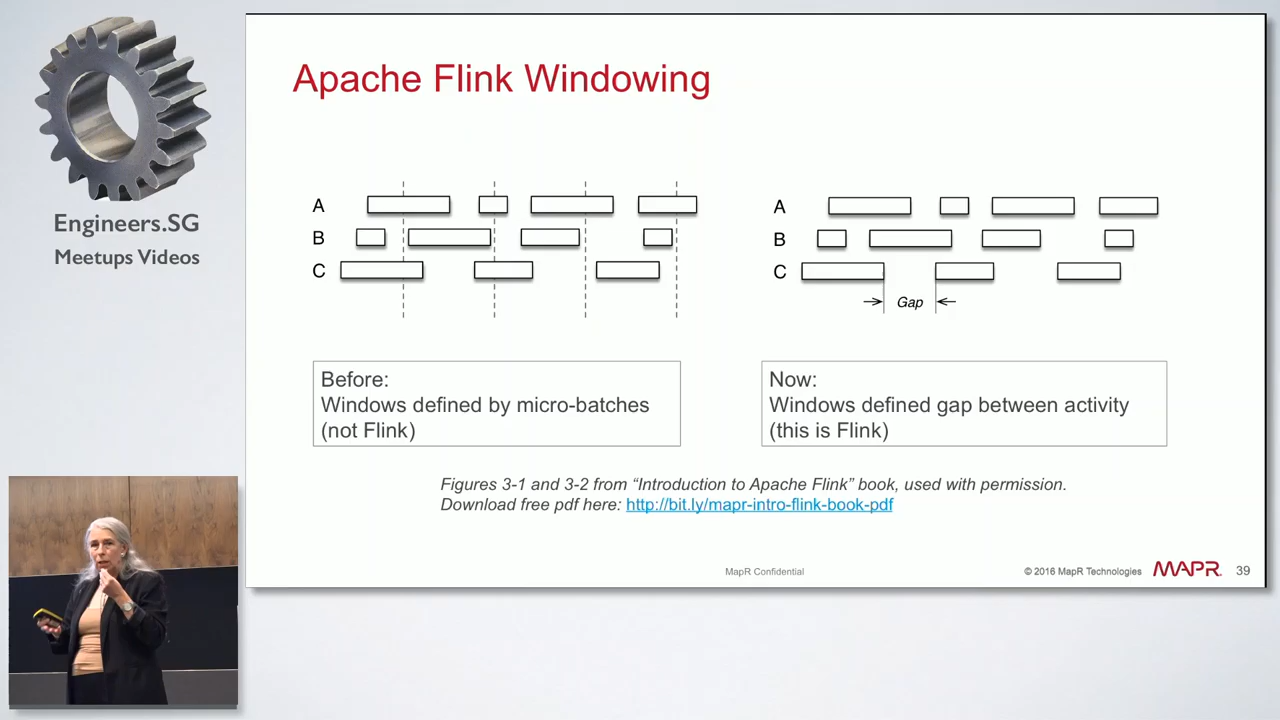 Engineers.SG
Meetups Videos
Apache Flink Windowing
A
B
C
A
B
C
Gap
Before:
Windows defined by micro-batches
(not Flink)
Now:
Windows defined gap between activity
(this is Flink)
Figures 3-1 and 3-2 from “Introduction to Apache Flink” book, used with permission.
Download free pdf here: http://bit.ly/mapr-intro-flink-book-pdf
MapR Confidential
© 2016 MapR Technologies
MAPR.
39